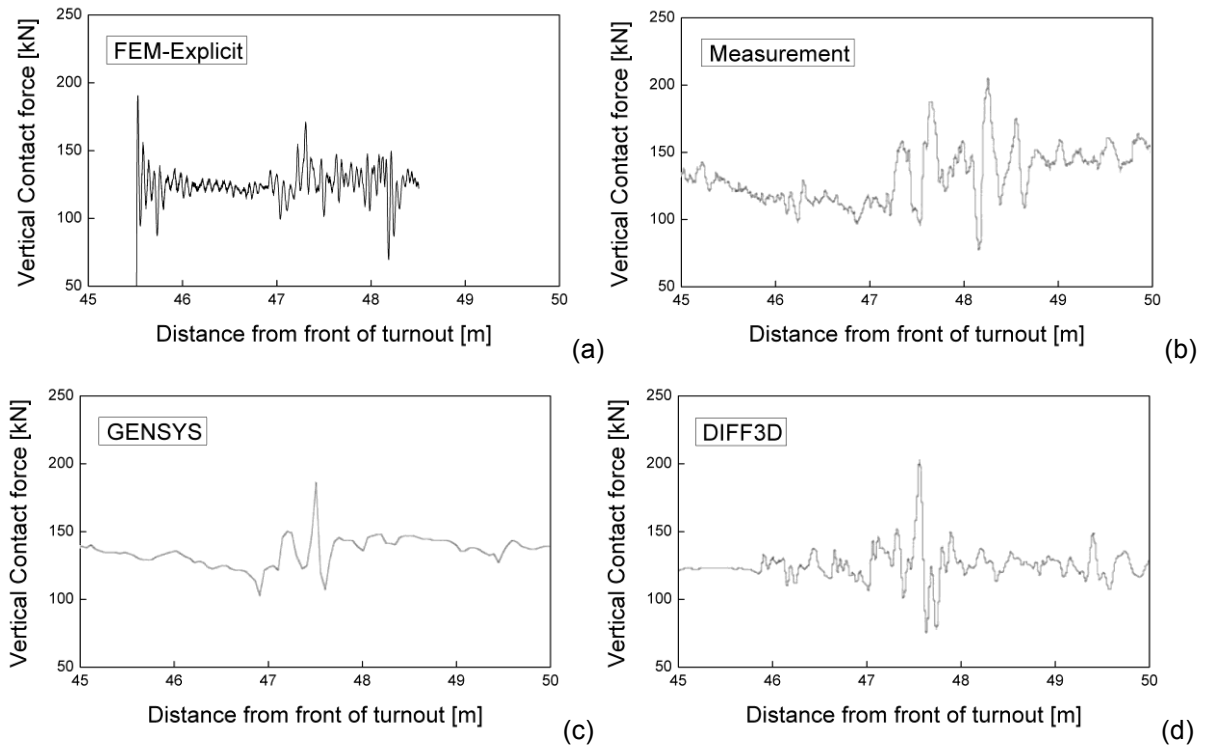 250
200
150
100
50
Vertical Contact force [kN]
FEM-Explicit
45 46 47 48 49 50
Distance from front of turnout [m]
(a)
250
200
150
100
50
Vertical Contact force [kN]
Measurement
45 46 47 48 49 50
Distance from front of turnout [m]
(b)
250
200
150
100
50
Vertical Contact force [kN]
GENSYS
45 46 47 48 49 50
Distance from front of turnout [m]
(c)
250
200
150
100
50
Vertical Contact force [kN]
DIFF3D
45 46 47 48 49 50
Distance from front of turnout [m]
(d)